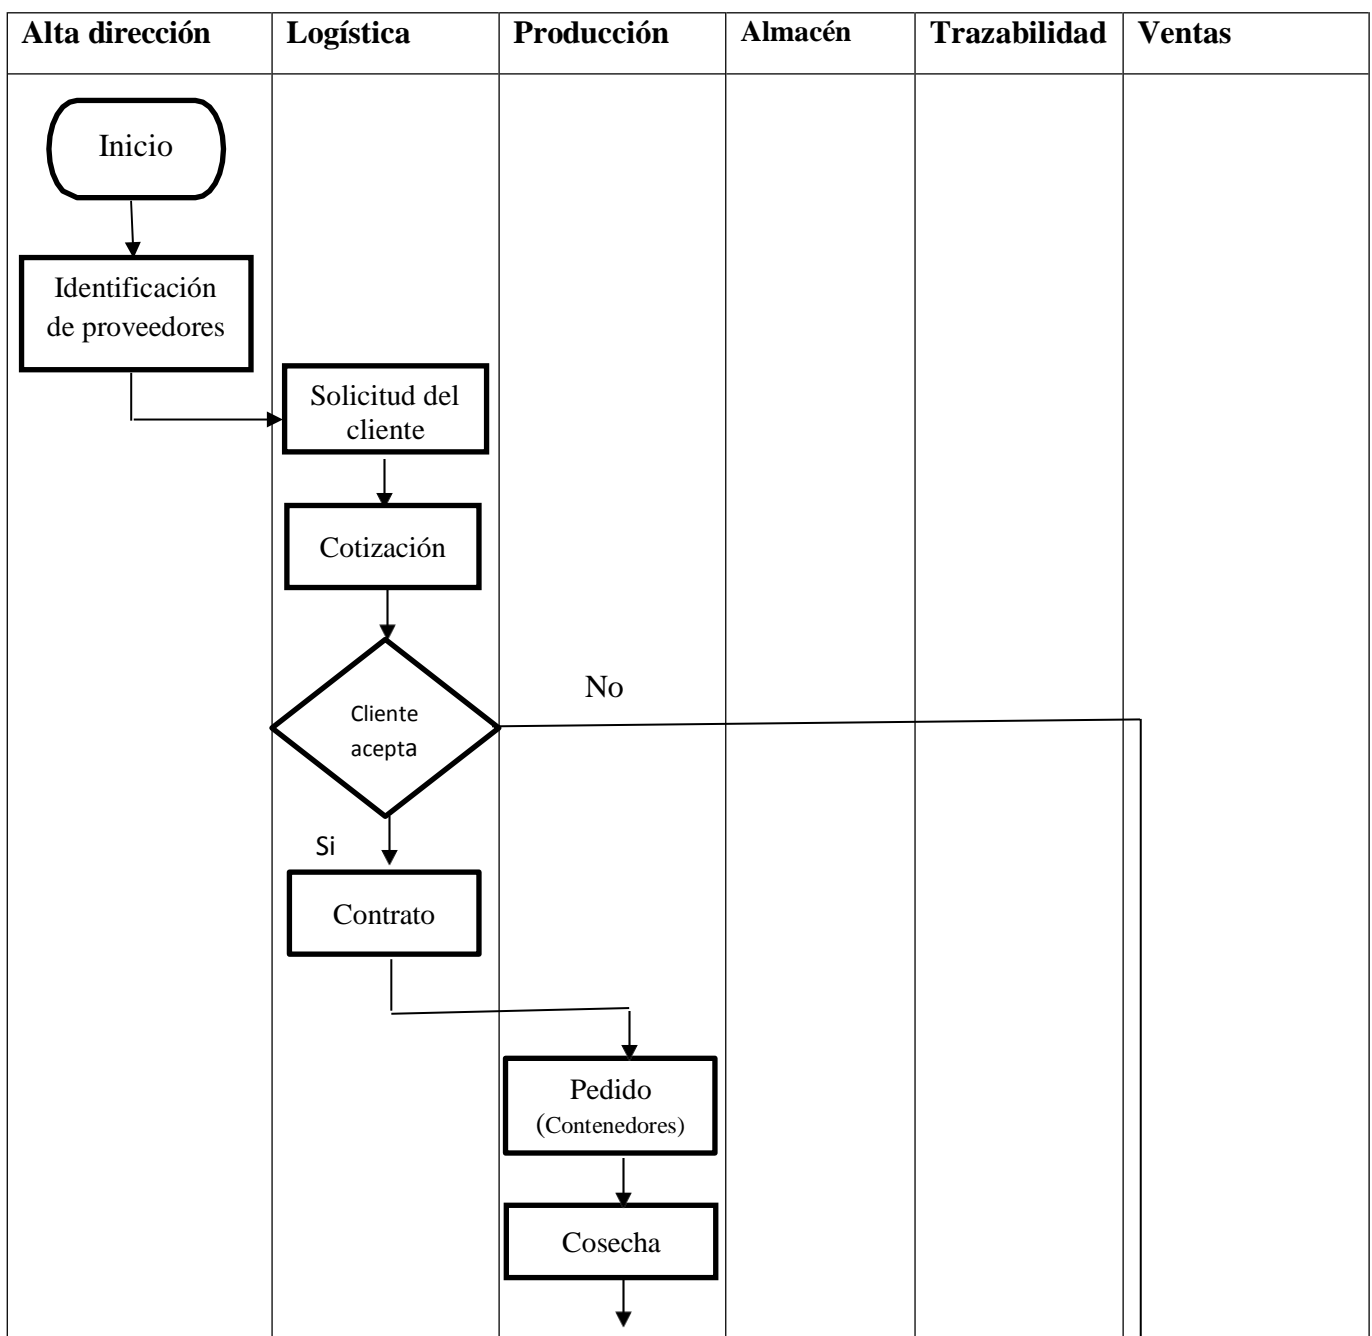 Alta dirección
Logística
Producción
Almacén
Trazabilidad
Ventas
Inicio
Identificación
de proveedores
Solicitud del
cliente
Cotización
No
Cliente
acepta
Si
Contrato
Pedido
(Contenedores)
Cosecha